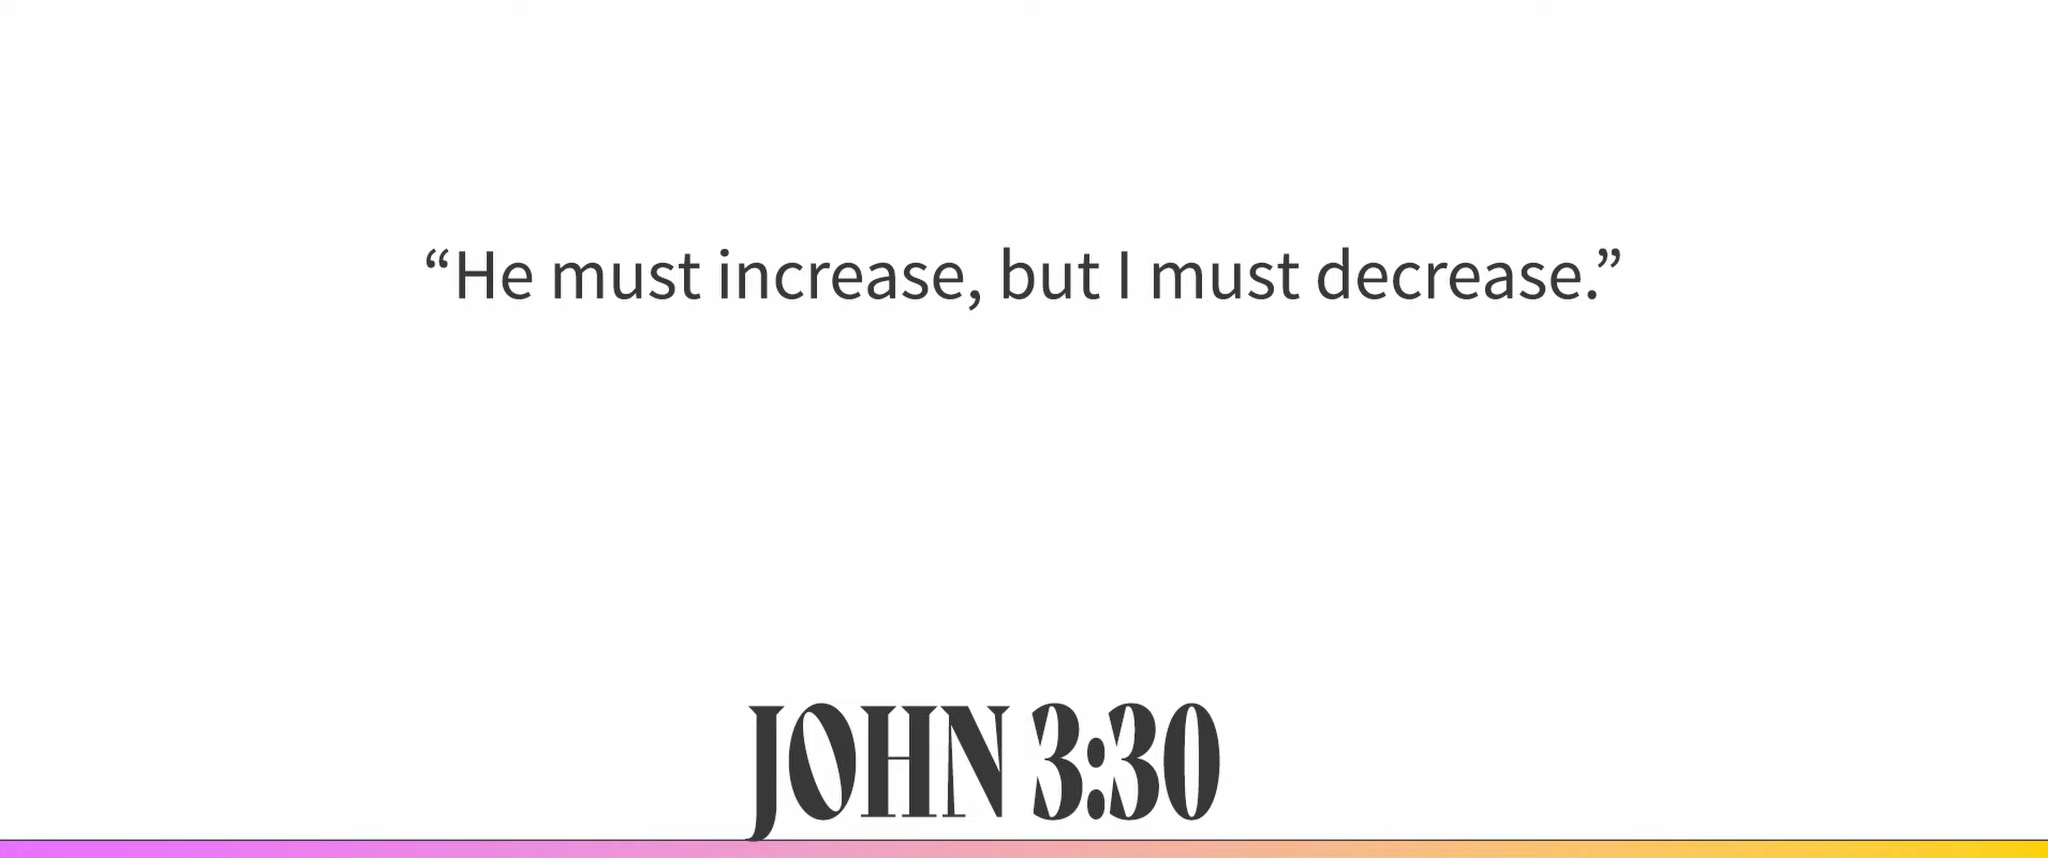 “He must increase, but I must decrease.”
JOHN 3:30